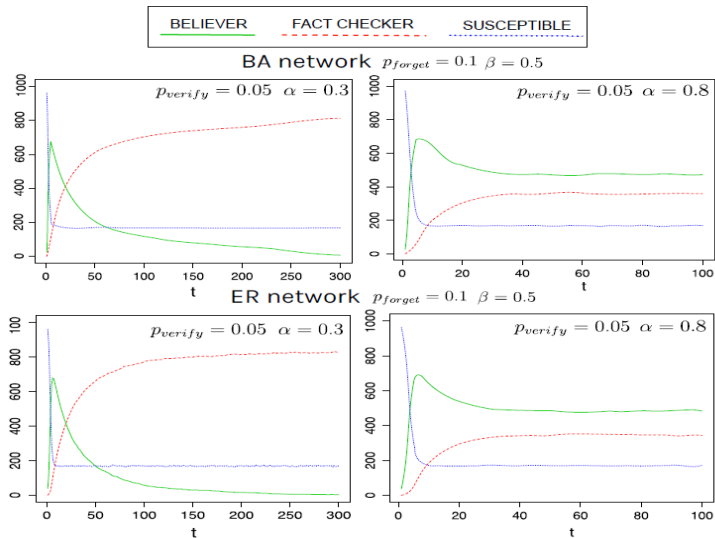 BELIEVER FACT CHECKER SUSCEPTIBLE
BA network p_forget = 0.1 β = 0.5
p_verify = 0.05 α = 0.3
p_verify = 0.05 α = 0.8
0 200 400 600 800 1000
0 50 100 150 200 250 300
t
0 200 400 600 800 1000
0 20 40 60 80 100
t
ER network p_forget = 0.1 β = 0.5
p_verify = 0.05 α = 0.3
p_verify = 0.05 α = 0.8
0 200 400 600 800 100
0 50 100 150 200 250 300
t
0 200 400 600 800 100
0 20 40 60 80 100
t